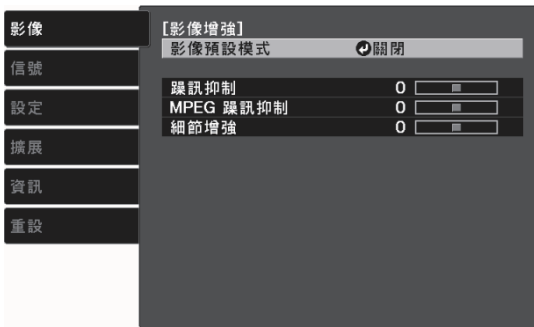 影像
信號
設定
擴展
資訊
重設
[影像增強]
影像預設模式 關閉
躁訊抑制 0
MPEG 躁訊抑制 0
細節增強 0